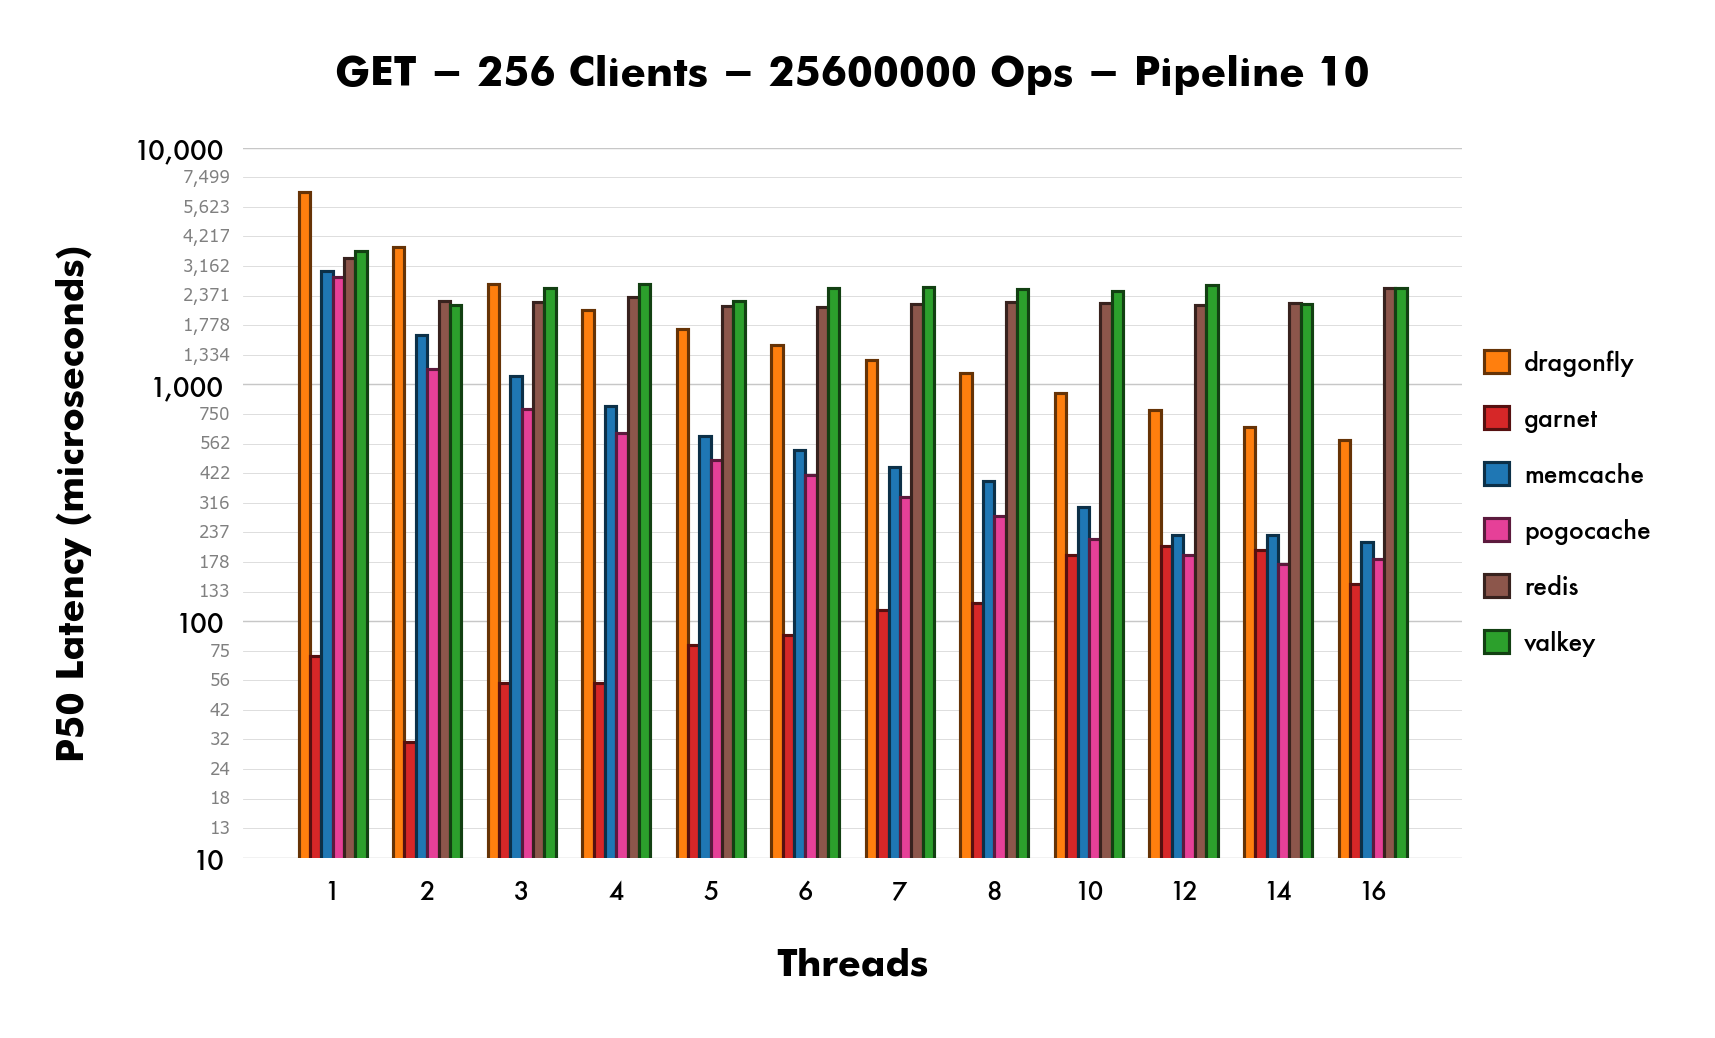 GET – 256 Clients – 25600000 Ops – Pipeline 10
P50 Latency (microseconds)
10,000
7,499
5,623
4,217
3,162
2,371
1,778
1,334
1,000
750
562
422
316
237
178
133
100
75
56
42
32
24
18
13
10
1 2 3 4 5 6 7 8 10 12 14 16
Threads
dragonfly
garnet
memcache
pogocache
redis
valkey